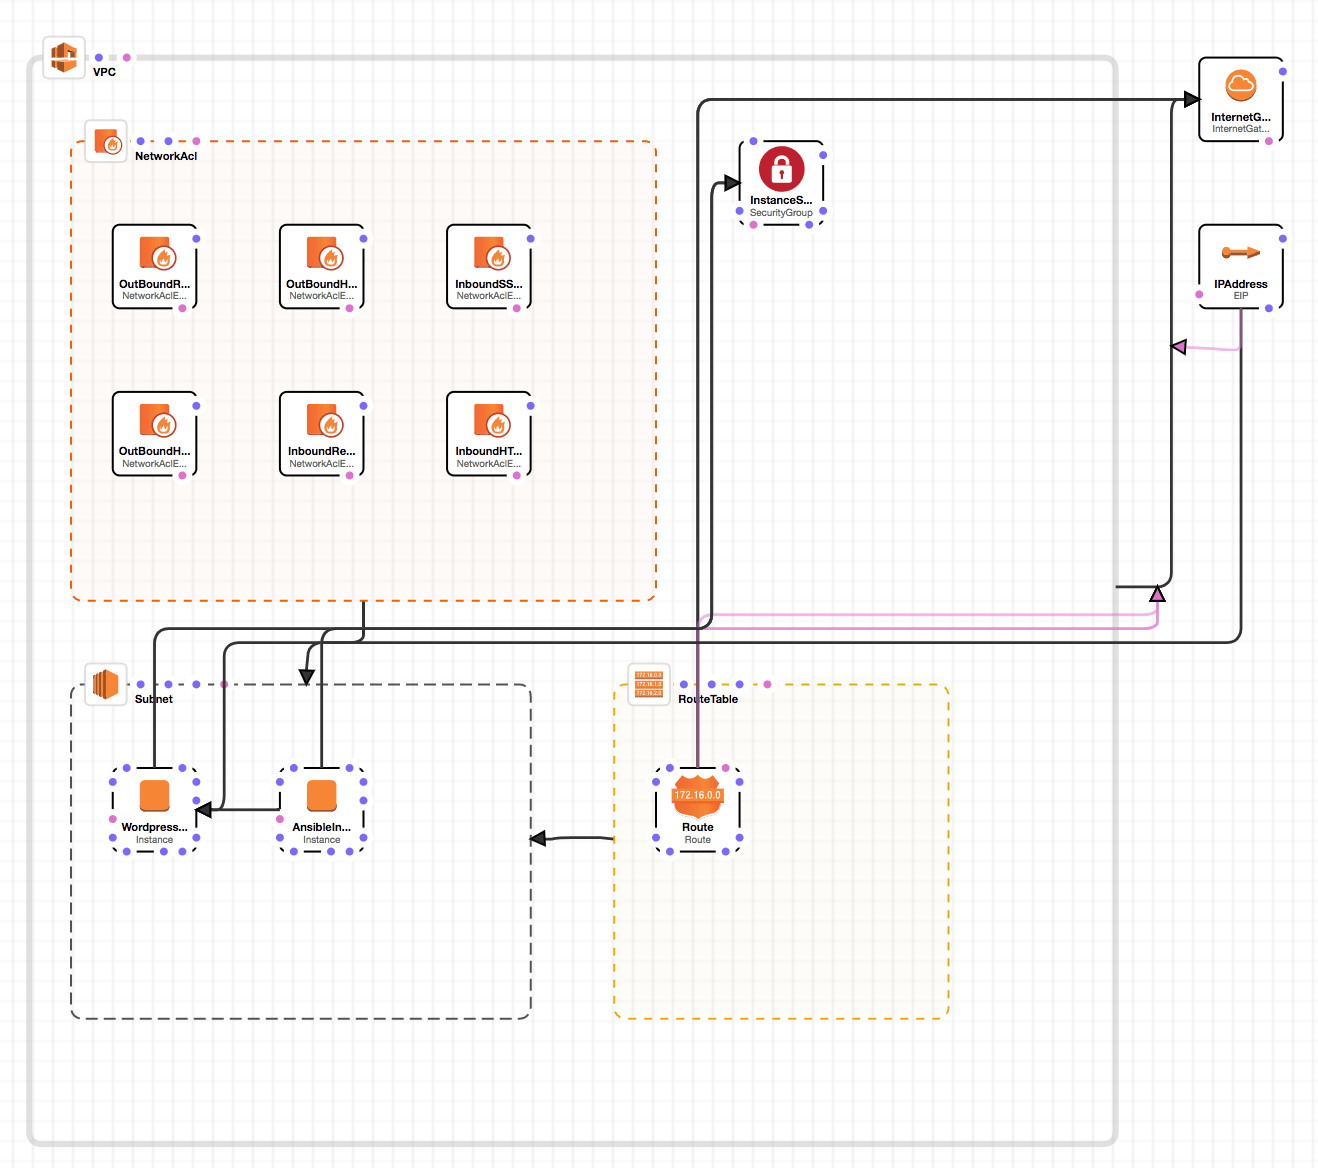 VPC
InternetG...
InternetGat...
NetworkAcl
InstanceS...
SecurityGroup
OutBoundR...
NetworkAclE...
OutBoundH...
NetworkAclE...
InboundSS...
NetworkAclE...
IPAddress
EIP
OutBoundH...
NetworkAclE...
InboundRe...
NetworkAclE...
InboundHT...
NetworkAclE...
Subnet
172.16.0.0
172.16.1.0
172.16.2.0
RouteTable
Wordpress...
Instance
AnsibleIn...
Instance
172.16.0.0
Route
Route